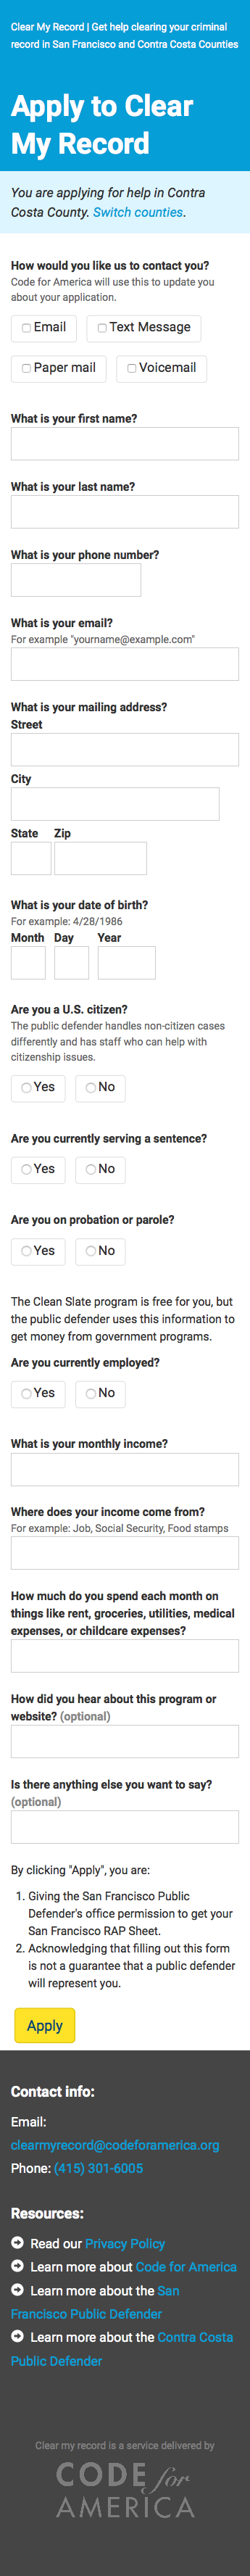 Clear My Record | Get help clearing your criminal
record in San Francisco and Contra Costa Counties
Apply to Clear
My Record
You are applying for help in Contra
Costa County. Switch counties.
How would you like us to contact you?
Code for America will use this to update you
about your application.
Email Text Message
Paper mail Voicemail
What is your first name?
What is your last name?
What is your phone number?
What is your email?
For example "yourname@example.com"
What is your mailing address?
Street
City
State Zip
What is your date of birth?
For example: 4/28/1986
Month Day Year
Are you a U.S. citizen?
The public defender handles non-citizen cases
differently and has staff who can help with
citizenship issues.
Yes No
Are you currently serving a sentence?
Yes No
Are you on probation or parole?
Yes No
The Clean Slate program is free for you, but
the public defender uses this information to
get money from government programs.
Are you currently employed?
Yes No
What is your monthly income?
Where does your income come from?
For example: Job, Social Security, Food stamps
How much do you spend each month on
things like rent, groceries, utilities, medical
expenses, or childcare expenses?
How did you hear about this program or
website? (optional)
Is there anything else you want to say?
(optional)
By clicking "Apply", you are:
1. Giving the San Francisco Public
Defender's office permission to get your
San Francisco RAP Sheet.
2. Acknowledging that filling out this form
is not a guarantee that a public defender
will represent you.
Apply
Contact info:
Email:
clearmyrecord@codeforamerica.org
Phone: (415) 301-6005
Resources:
Read our Privacy Policy
Learn more about Code for America
Learn more about the San
Francisco Public Defender
Learn more about the Contra Costa
Public Defender
Clear my record is a service delivered by
CODE for
AMERICA